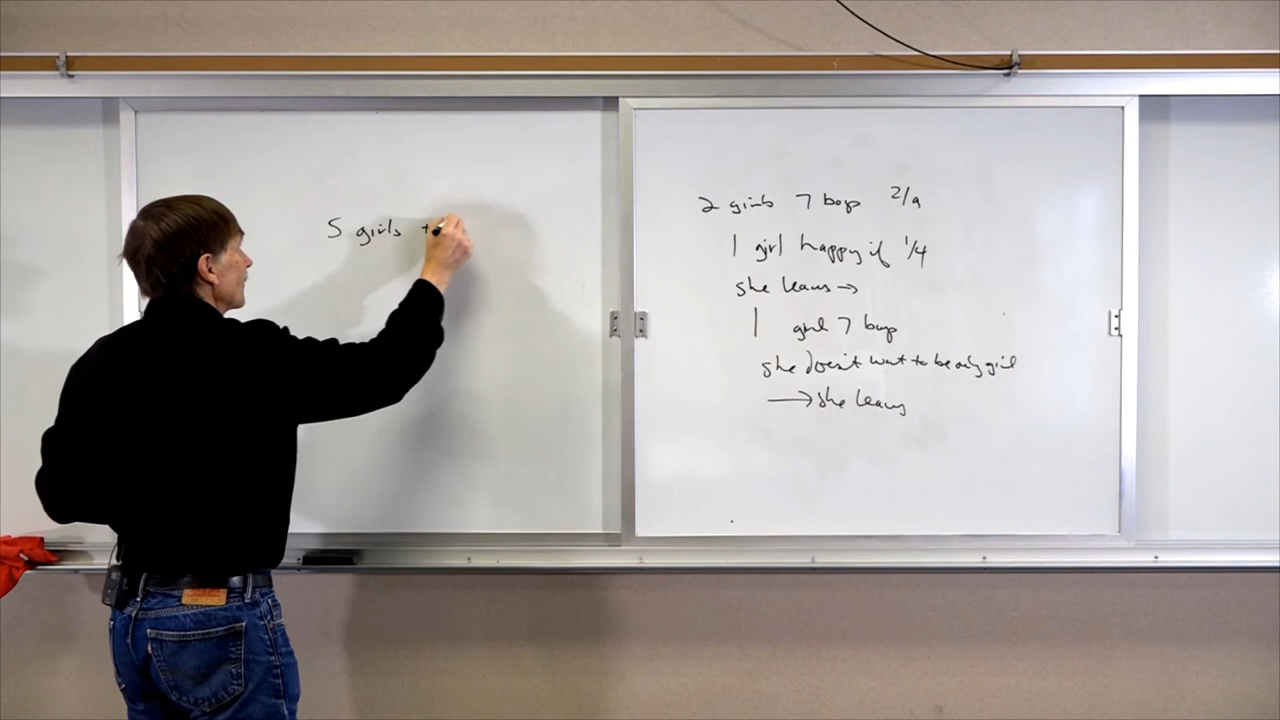 5 girls +
2 girls 7 boys 2/9
1 girl happy if 1/4
she leaves →
1 girl 7 boys
she doesn't want to be only girl
→ she leaves